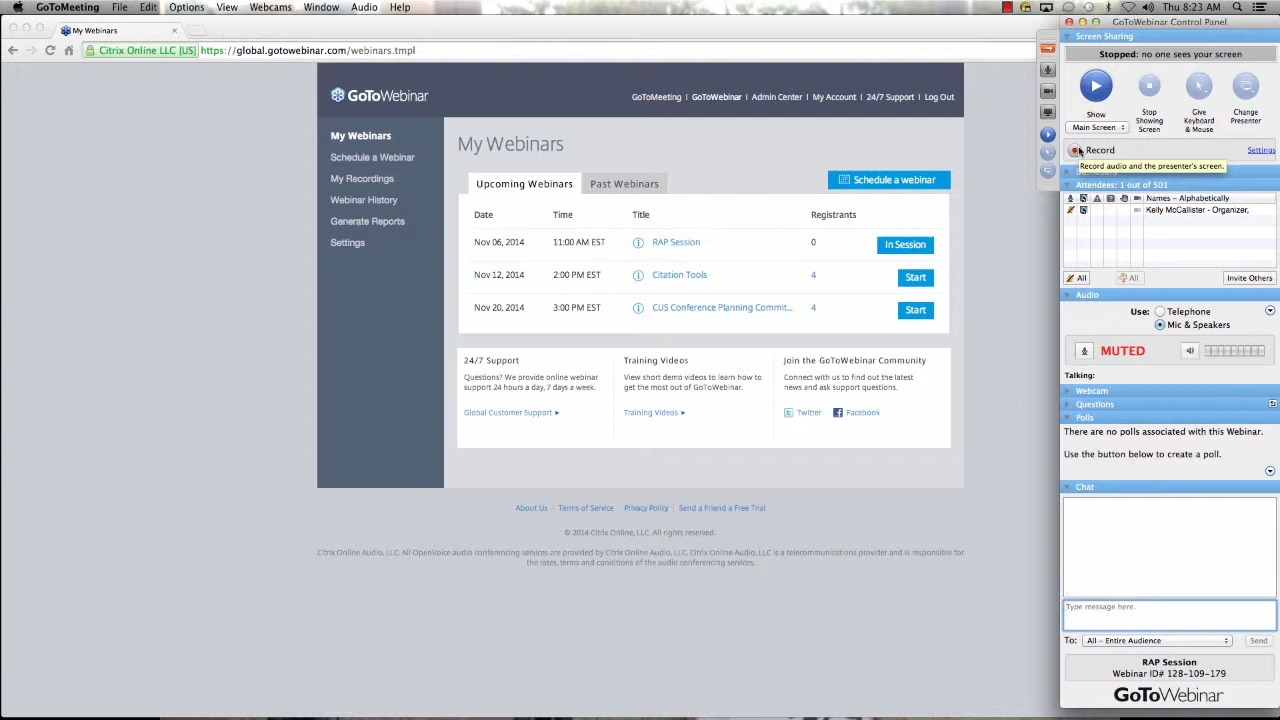 GoToMeeting File Edit Options View Webcams Window Audio Help
Thu 8:23 AM
My Webinars
Citrix Online LLC [US] https://global.gotowebinar.com/webinars.tmpl
GoToWebinar
GoToMeeting GoToWebinar Admin Center My Account 24/7 Support Log Out
My Webinars
Schedule a Webinar
My Recordings
Webinar History
Generate Reports
Settings
My Webinars
Upcoming Webinars Past Webinars
Schedule a webinar
Date Time Title Registrants
Nov 06, 2014 11:00 AM EST RAP Session 0 In Session
Nov 12, 2014 2:00 PM EST Citation Tools 4 Start
Nov 20, 2014 3:00 PM EST CUS Conference Planning Commit... 4 Start
24/7 Support
Questions? We provide online webinar
support 24 hours a day, 7 days a week.
Global Customer Support
Training Videos
View short demo videos to learn how to
get the most out of GoToWebinar.
Training Videos
Join the GoToWebinar Community
Connect with us to find out the latest
news and ask support questions.
Twitter Facebook
About Us Terms of Service Privacy Policy Send a Friend a Free Trial
© 2014 Citrix Online, LLC. All rights reserved.
Citrix Online Audio, LLC. All OpenVoice audio conferencing services are provided by Citrix Online Audio, LLC. Citrix Online Audio, LLC is a telecommunications provider and is responsible for
the rates, terms and conditions of the audio conferencing services.
GoToWebinar Control Panel
Screen Sharing
Stopped: no one sees your screen
Show
Main Screen
Stop
Showing
Screen
Give
Keyboard
& Mouse
Change
Presenter
Record Settings
Record audio and the presenter's screen.
Attendees: 1 out of 501
Names - Alphabetically
Kelly McCallister - Organizer,
All All Invite Others
Audio
Use: Telephone
Mic & Speakers
MUTED
Talking:
Webcam
Questions
Polls
There are no polls associated with this Webinar.
Use the button below to create a poll.
Chat
Type message here.
To: All - Entire Audience Send
RAP Session
Webinar ID# 128-109-179
GoToWebinar